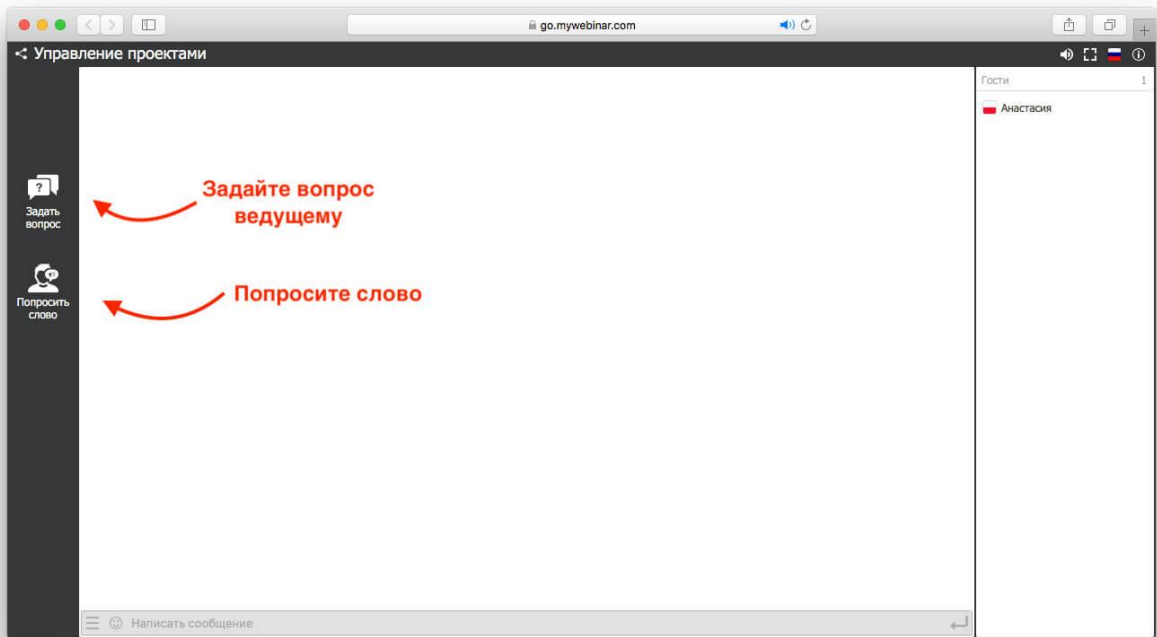 go.mywebinar.com
Управление проектами
Гости 1
Анастасия
Задать
вопрос
Задайте вопрос
ведущему
Попросить
слово
Попросите слово
Написать сообщение